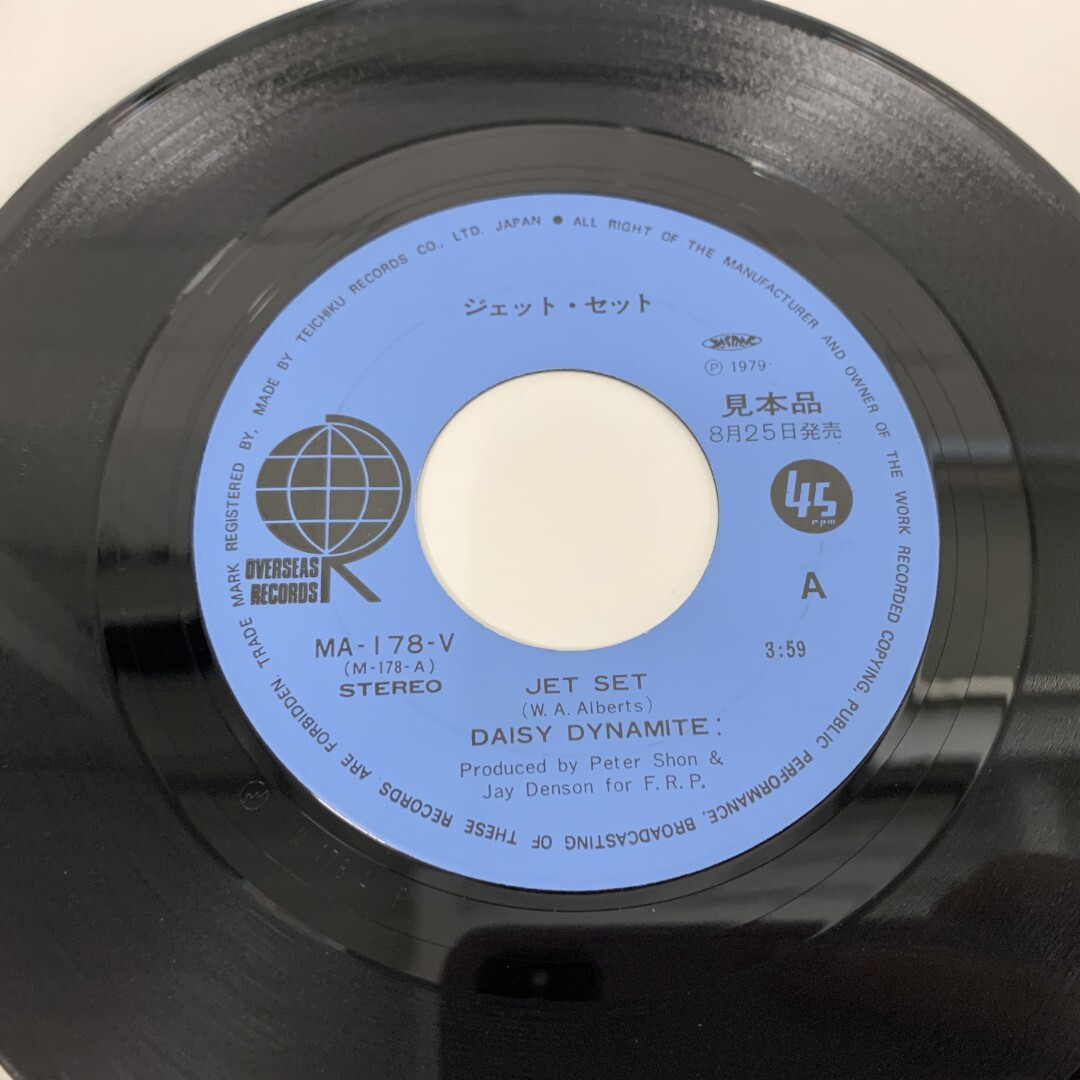 TRADE MARK REGISTERED BY, MADE BY TEICHIKU RECORDS CO., LTD. JAPAN ● ALL RIGHT OF THE MANUFACTURER AND OWNER OF THE WORK RECORDED COPYING, PUBLIC PERFORMANCE, BROADCASTING OF THESE RECORDS, ARE FORBIDDEN.
ジェット・セット
JASRAC
Ⓟ 1979
見本品
8月25日発売
45
rpm
OVERSEAS
RECORDS
A
MA-178-V
(M-178-A)
STEREO
3:59
JET SET
(W. A. Alberts)
DAISY DYNAMITE:
Produced by Peter Shon &
Jay Denson for F. R. P.